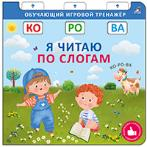 ОБУЧАЮЩИЙ ИГРОВОЙ ТРЕНАЖЁР
КО РО ВА
Я ЧИТАЮ
ПО СЛОГАМ
КО-РО-ВА